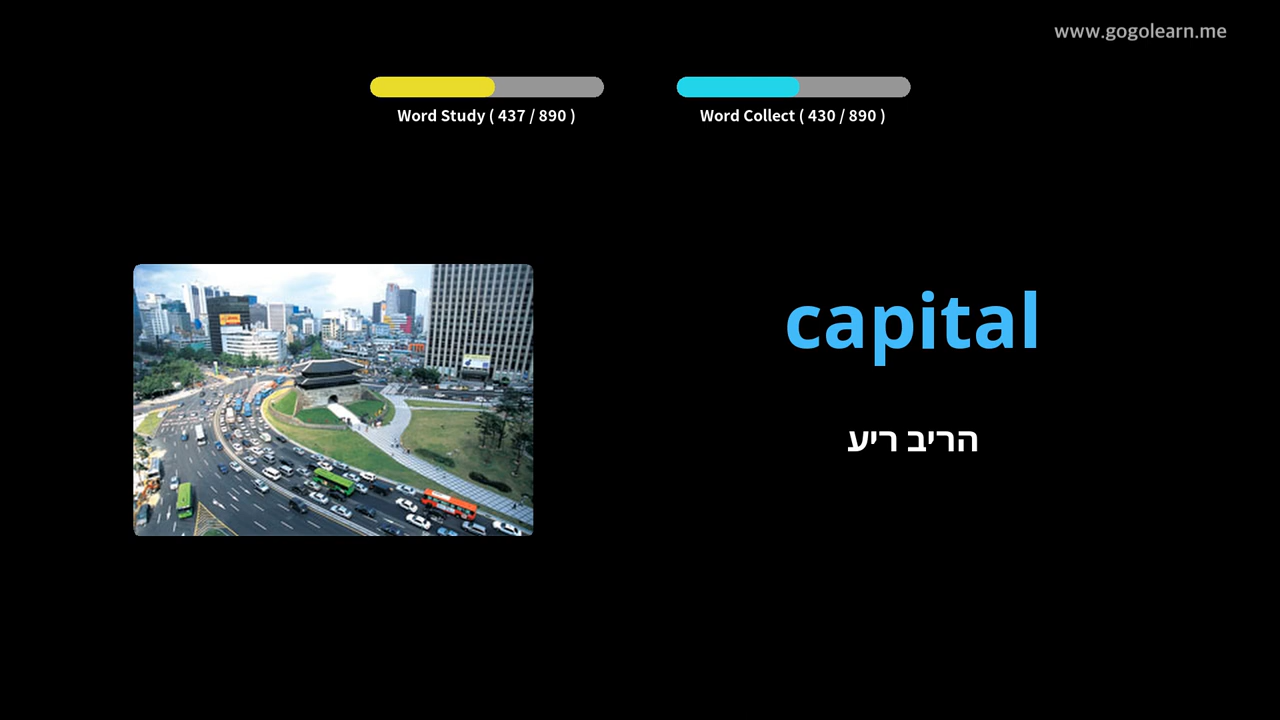 www.gogolearn.me
Word Study ( 437 / 890 )
Word Collect ( 430 / 890 )
capital
הריב ריע